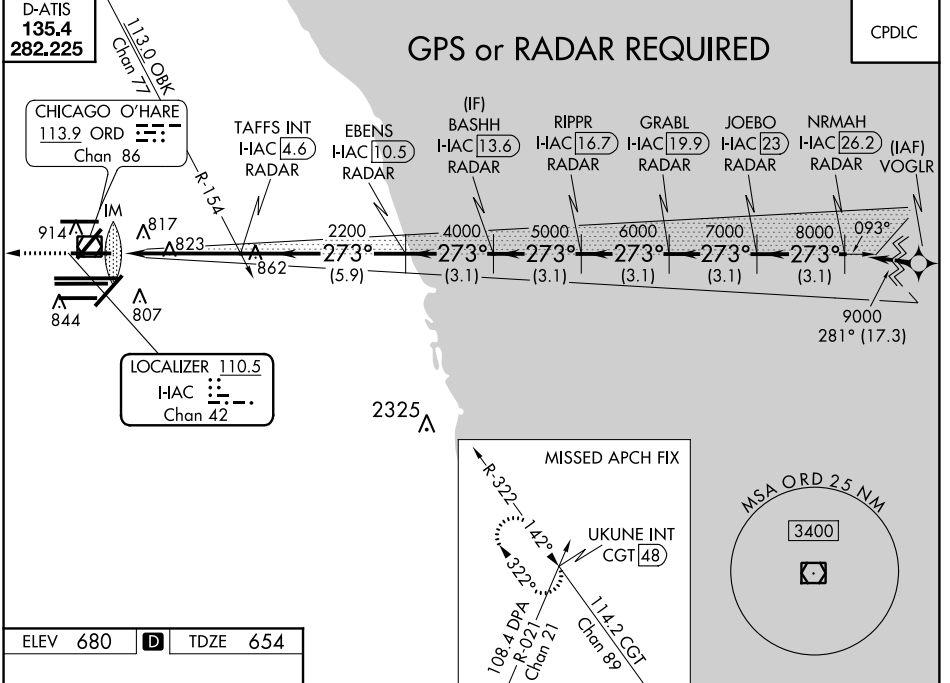 D-ATIS
135.4
282.225
113.0 OBK
Chan 77
GPS or RADAR REQUIRED
CPDLC
CHICAGO O'HARE
113.9 ORD
Chan 86
TAFFS INT
I-IAC 4.6
RADAR
EBENS
I-IAC 10.5
RADAR
(IF)
BASHH
I-IAC 13.6
RADAR
RIPPR
I-IAC 16.7
RADAR
GRABL
I-IAC 19.9
RADAR
JOEBO
I-IAC 23
RADAR
NRMAH
I-IAC 26.2
RADAR
(IAF)
VOGLR
R-154
IM
914
817
823
862
844
807
2200
273°
(5.9)
4000
273°
(3.1)
5000
273°
(3.1)
6000
273°
(3.1)
7000
273°
(3.1)
8000
273°
(3.1)
093°
9000
281° (17.3)
LOCALIZER 110.5
I-IAC
Chan 42
2325
MISSED APCH FIX
R-322
142°
322°
UKUNE INT
CGT 48
108.4 DPA
R-021
Chan 21
114.2 CGT
Chan 89
MSA ORD 25 NM
3400
ELEV 680 D TDZE 654